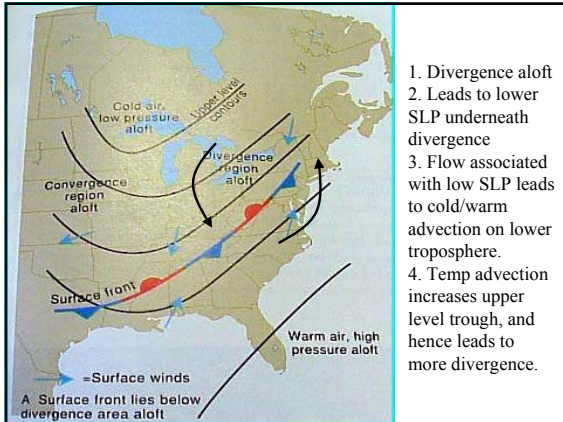 Cold air,
low pressure
aloft
Upper level
contours
Divergence
region
aloft
Convergence
region
aloft
Surface front
Warm air, high
pressure aloft
=Surface winds
A Surface front lies below
divergence area aloft
1. Divergence aloft
2. Leads to lower
SLP underneath
divergence
3. Flow associated
with low SLP leads
to cold/warm
advection on lower
troposphere.
4. Temp advection
increases upper
level trough, and
hence leads to
more divergence.